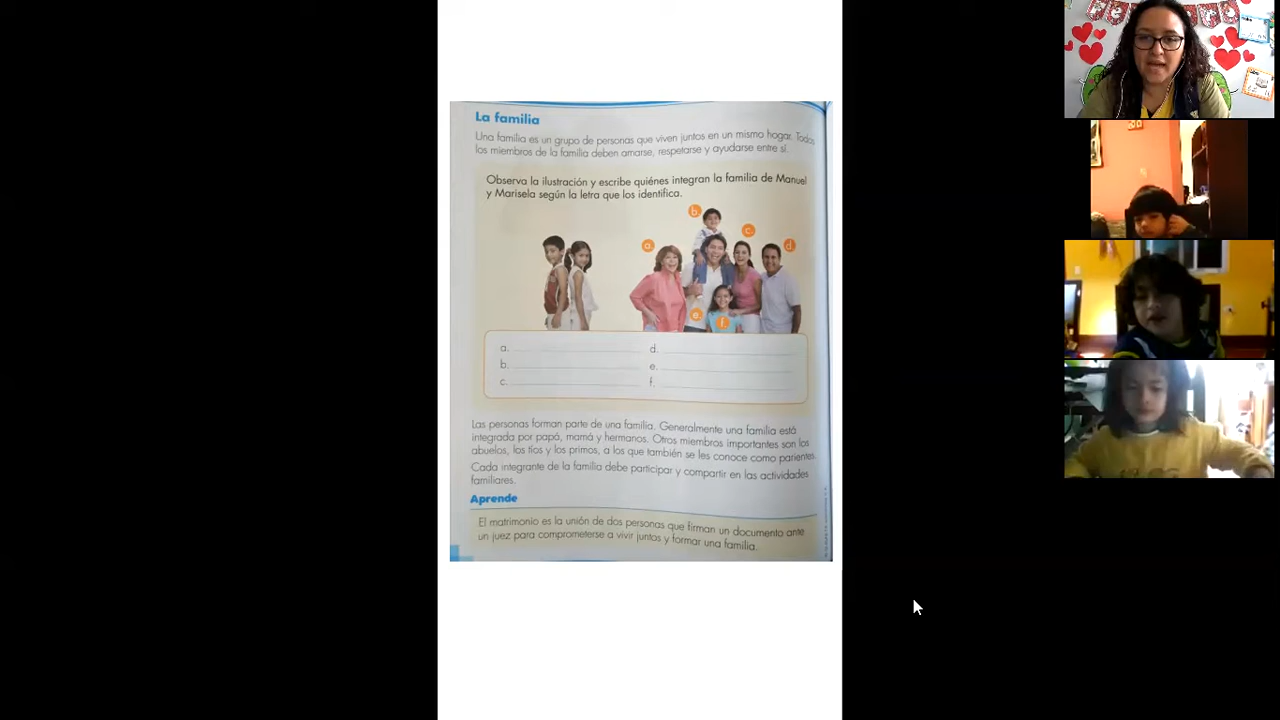 La familia
Una familia es un grupo de personas que viven juntos en un mismo hogar. Todos
los miembros de la familia deben amarse, respetarse y ayudarse entre sí.
Observa la ilustración y escribe quiénes integran la familia de Manuel
y Marisela según la letra que los identifica.
b.
a.
c.
d.
e.
f.
a. d.
b. e.
c. f.
Las personas forman parte de una familia. Generalmente una familia está
integrada por papá, mamá y hermanos. Otros miembros importantes son los
abuelos, los tíos y los primos, a los que también se les conoce como parientes.
Cada integrante de la familia debe participar y compartir en las actividades
familiares.
Aprende
El matrimonio es la unión de dos personas que firman un documento ante
un juez para comprometerse a vivir juntos y formar una familia.